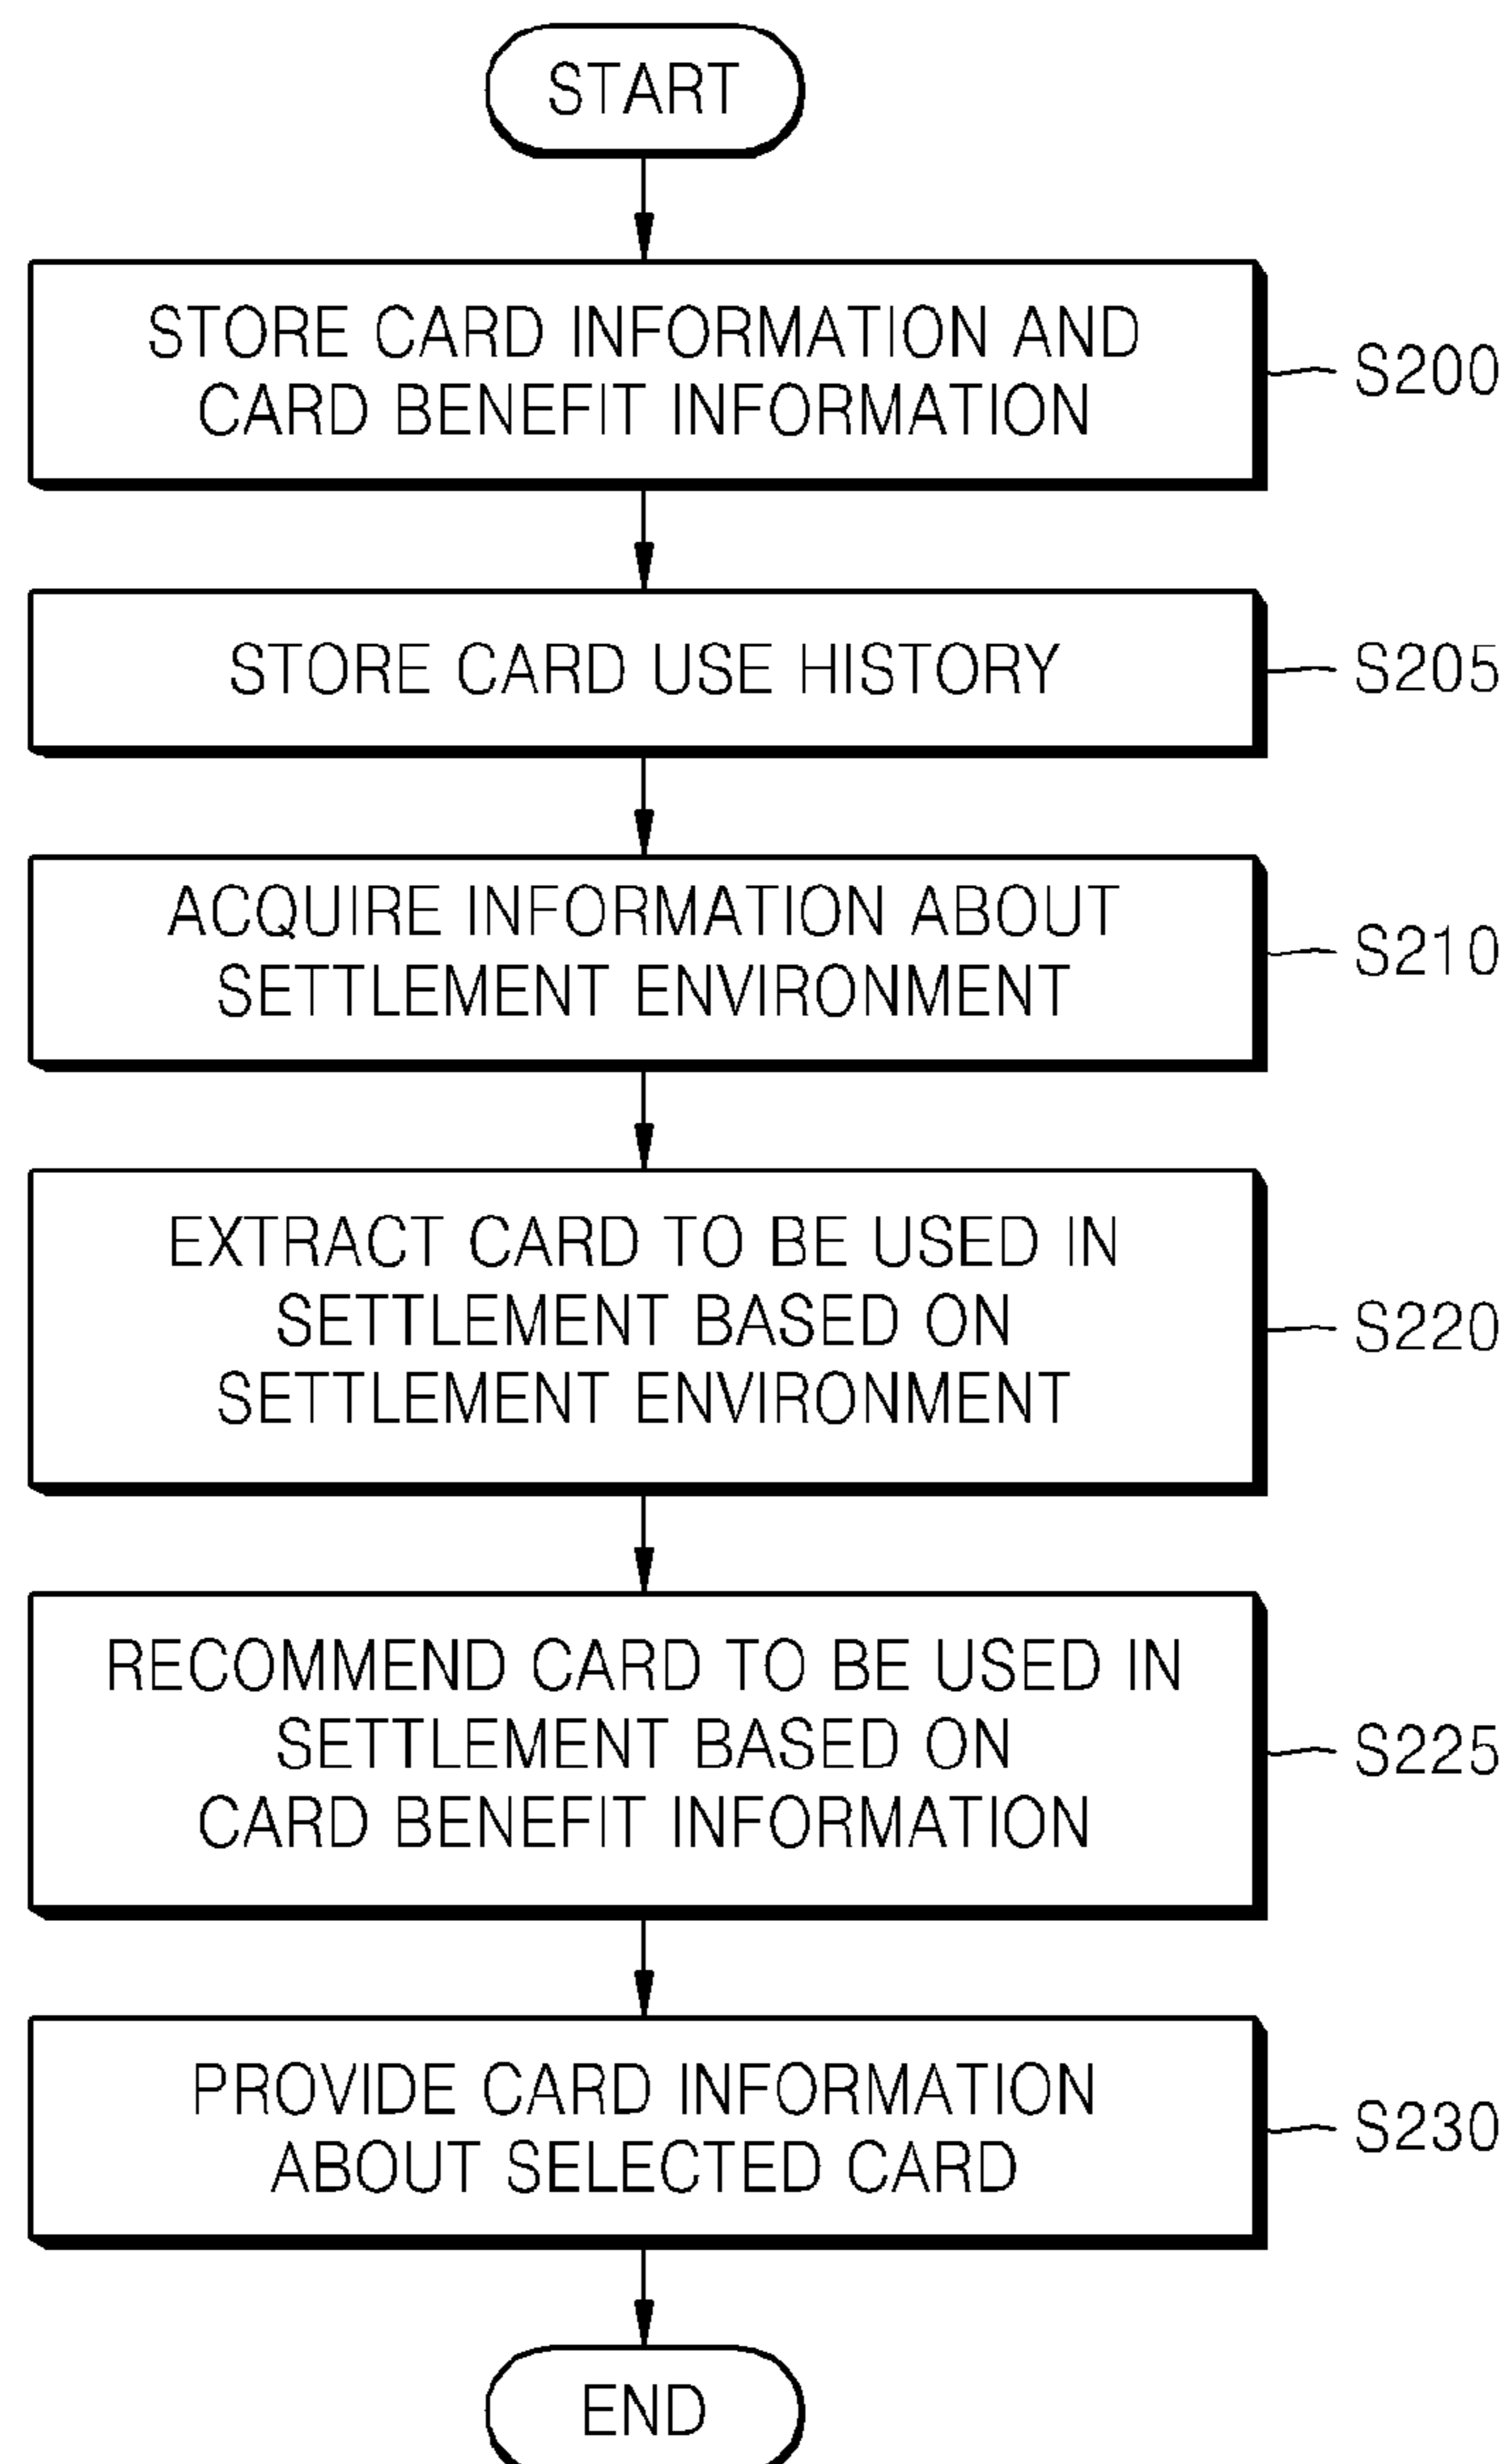 START
STORE CARD INFORMATION AND
CARD BENEFIT INFORMATION
S200
STORE CARD USE HISTORY
S205
ACQUIRE INFORMATION ABOUT
SETTLEMENT ENVIRONMENT
S210
EXTRACT CARD TO BE USED IN
SETTLEMENT BASED ON
SETTLEMENT ENVIRONMENT
S220
RECOMMEND CARD TO BE USED IN
SETTLEMENT BASED ON
CARD BENEFIT INFORMATION
S225
PROVIDE CARD INFORMATION
ABOUT SELECTED CARD
S230
END